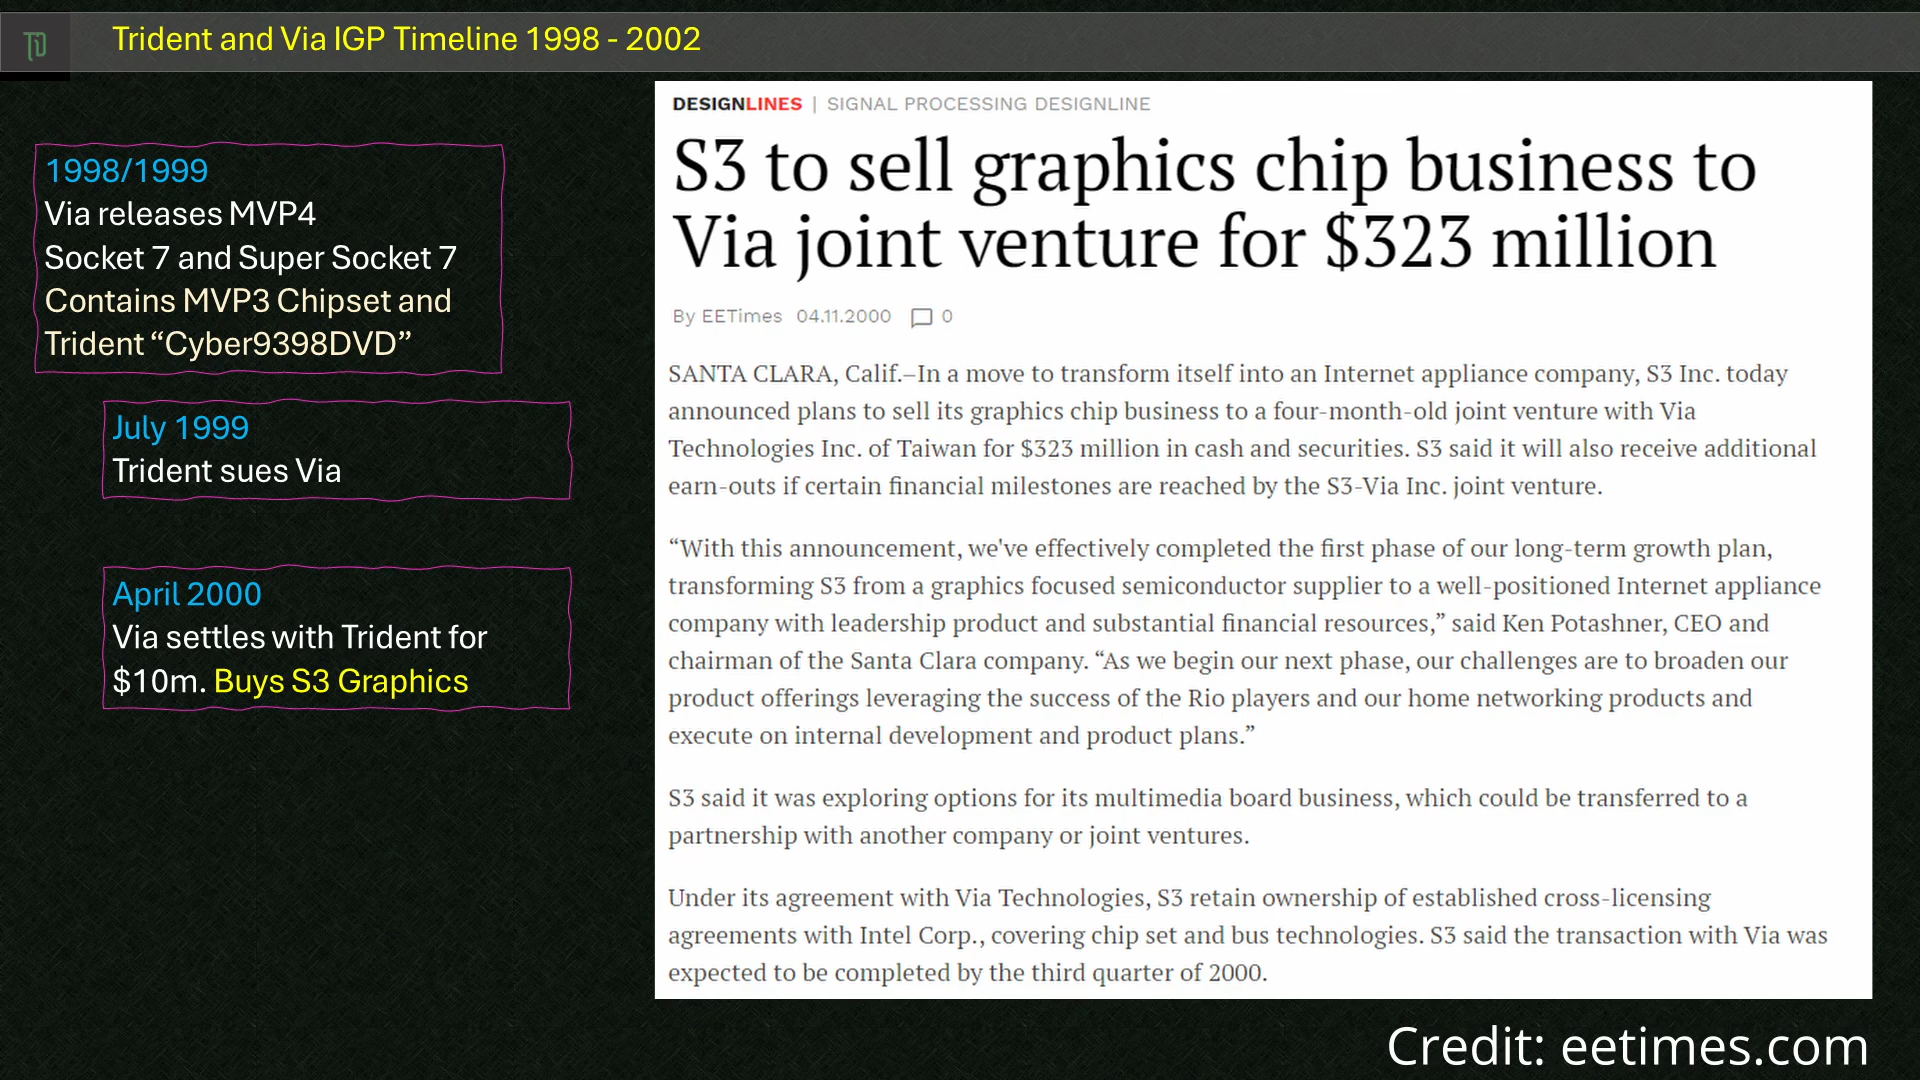 Trident and Via IGP Timeline 1998 - 2002
1998/1999
Via releases MVP4
Socket 7 and Super Socket 7
Contains MVP3 Chipset and
Trident “Cyber9398DVD”
July 1999
Trident sues Via
April 2000
Via settles with Trident for
$10m. Buys S3 Graphics
DESIGNLINES | SIGNAL PROCESSING DESIGNLINE
S3 to sell graphics chip business to
Via joint venture for $323 million
By EETimes 04.11.2000 0
SANTA CLARA, Calif.–In a move to transform itself into an Internet appliance company, S3 Inc. today
announced plans to sell its graphics chip business to a four-month-old joint venture with Via
Technologies Inc. of Taiwan for $323 million in cash and securities. S3 said it will also receive additional
earn-outs if certain financial milestones are reached by the S3-Via Inc. joint venture.
“With this announcement, we've effectively completed the first phase of our long-term growth plan,
transforming S3 from a graphics focused semiconductor supplier to a well-positioned Internet appliance
company with leadership product and substantial financial resources,” said Ken Potashner, CEO and
chairman of the Santa Clara company. “As we begin our next phase, our challenges are to broaden our
product offerings leveraging the success of the Rio players and our home networking products and
execute on internal development and product plans.”
S3 said it was exploring options for its multimedia board business, which could be transferred to a
partnership with another company or joint ventures.
Under its agreement with Via Technologies, S3 retain ownership of established cross-licensing
agreements with Intel Corp., covering chip set and bus technologies. S3 said the transaction with Via was
expected to be completed by the third quarter of 2000.
Credit: eetimes.com